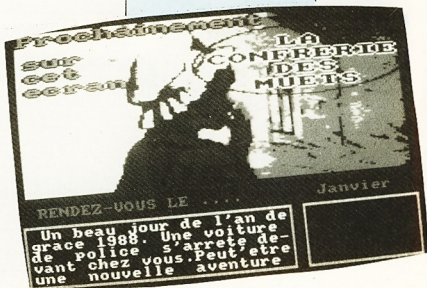 Prochainement
sur
cet
ecran
LA
CONFRERIE
DES
MUETS
RENDEZ-VOUS LE ....
Janvier
Un beau jour de l'an de
grace 1988. Une voiture
de police s'arrete de-
vant chez vous.Peut'etre
une nouvelle aventure